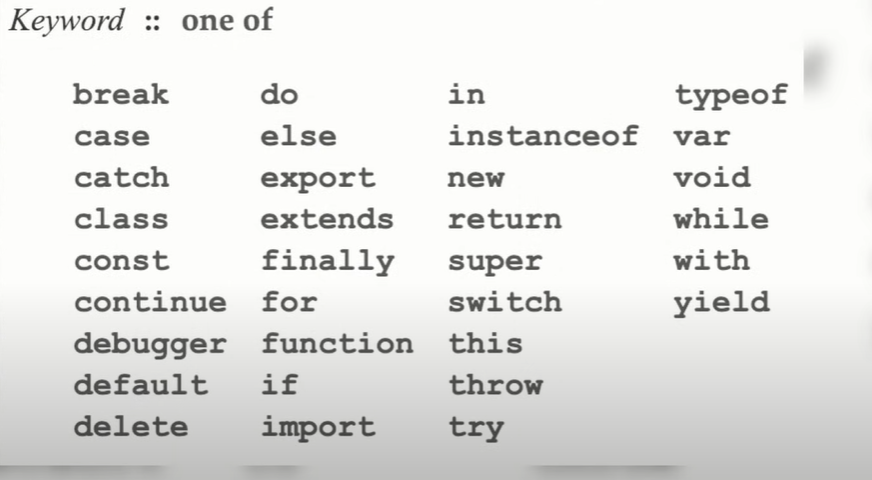 Keyword :: one of
break do in typeof
case else instanceof var
catch export new void
class extends return while
const finally super with
continue for switch yield
debugger function this
default if throw
delete import try